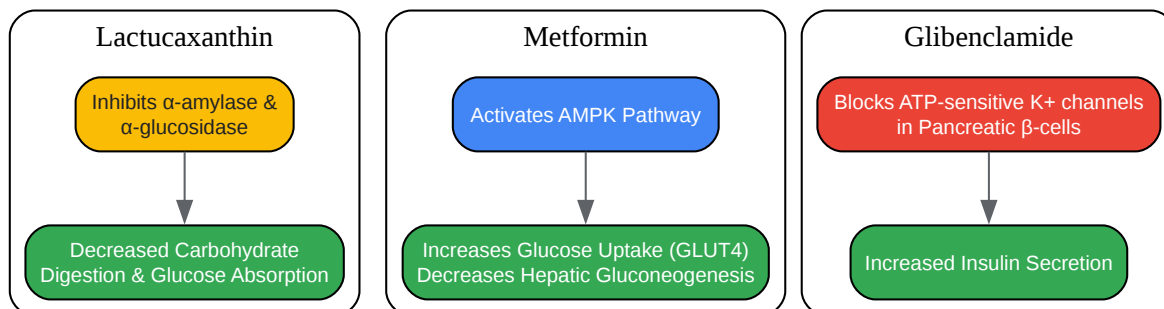 Lactucaxanthin
Inhibits α-amylase &
α-glucosidase
Decreased Carbohydrate
Digestion & Glucose Absorption
Metformin
Activates AMPK Pathway
Increases Glucose Uptake (GLUT4)
Decreases Hepatic Gluconeogenesis
Glibenclamide
Blocks ATP-sensitive K+ channels
in Pancreatic β-cells
Increased Insulin Secretion